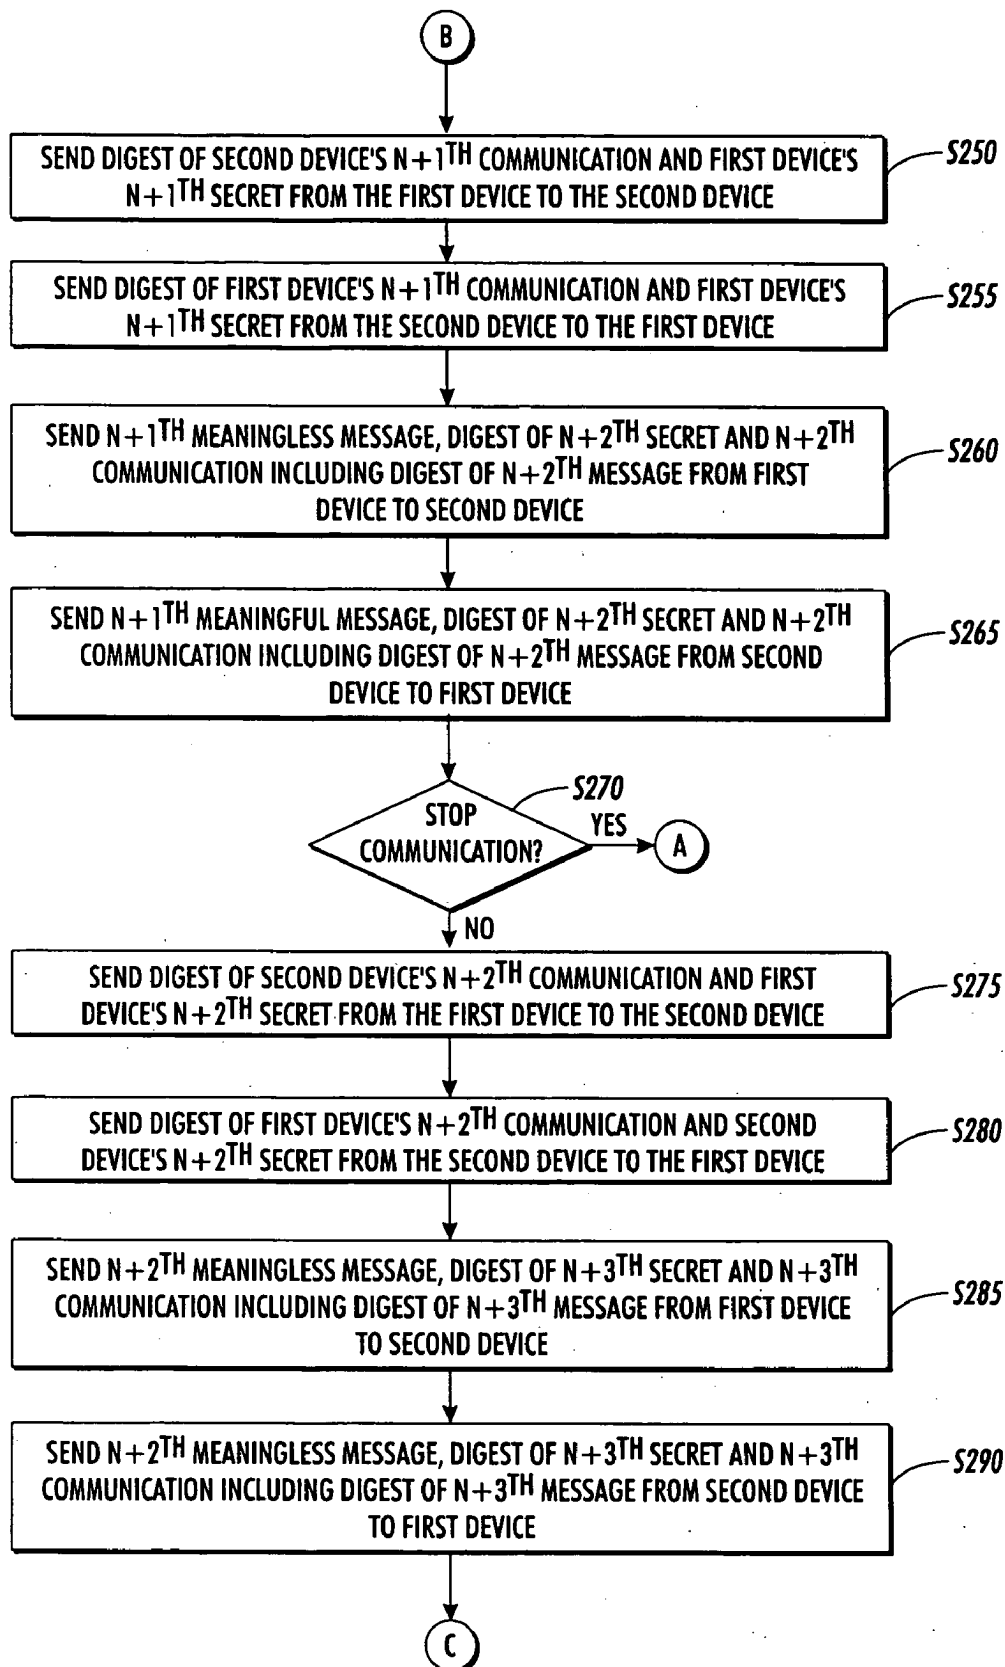 B
SEND DIGEST OF SECOND DEVICE'S N+1TH COMMUNICATION AND FIRST DEVICE'S
N+1TH SECRET FROM THE FIRST DEVICE TO THE SECOND DEVICE
S250
SEND DIGEST OF FIRST DEVICE'S N+1TH COMMUNICATION AND FIRST DEVICE'S
N+1TH SECRET FROM THE SECOND DEVICE TO THE FIRST DEVICE
S255
SEND N+1TH MEANINGLESS MESSAGE, DIGEST OF N+2TH SECRET AND N+2TH
COMMUNICATION INCLUDING DIGEST OF N+2TH MESSAGE FROM FIRST
DEVICE TO SECOND DEVICE
S260
SEND N+1TH MEANINGFUL MESSAGE, DIGEST OF N+2TH SECRET AND N+2TH
COMMUNICATION INCLUDING DIGEST OF N+2TH MESSAGE FROM SECOND
DEVICE TO FIRST DEVICE
S265
S270
STOP
COMMUNICATION?
YES
A
NO
SEND DIGEST OF SECOND DEVICE'S N+2TH COMMUNICATION AND FIRST
DEVICE'S N+2TH SECRET FROM THE FIRST DEVICE TO THE SECOND DEVICE
S275
SEND DIGEST OF FIRST DEVICE'S N+2TH COMMUNICATION AND SECOND
DEVICE'S N+2TH SECRET FROM THE SECOND DEVICE TO THE FIRST DEVICE
S280
SEND N+2TH MEANINGLESS MESSAGE, DIGEST OF N+3TH SECRET AND N+3TH
COMMUNICATION INCLUDING DIGEST OF N+3TH MESSAGE FROM FIRST DEVICE
TO SECOND DEVICE
S285
SEND N+2TH MEANINGLESS MESSAGE, DIGEST OF N+3TH SECRET AND N+3TH
COMMUNICATION INCLUDING DIGEST OF N+3TH MESSAGE FROM SECOND DEVICE
TO FIRST DEVICE
S290
C